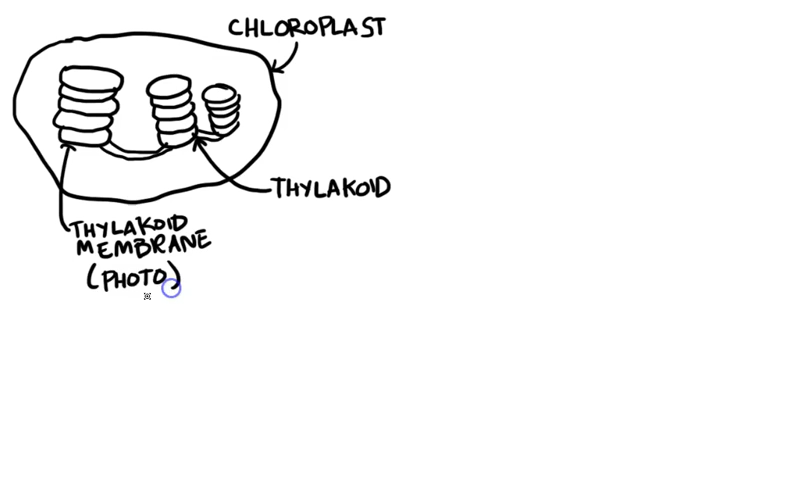 CHLOROPLAST
THYLAKOID
THYLAKOID
MEMBRANE
(PHOTO)